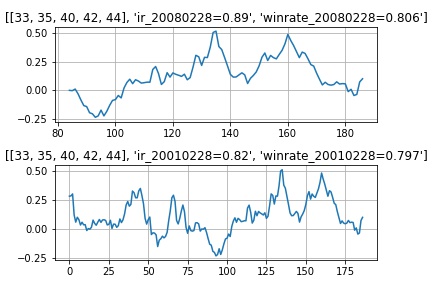 [[33, 35, 40, 42, 44], 'ir_20080228=0.89', 'winrate_20080228=0.806']
0.50
0.25
0.00
−0.25
80 100 120 140 160 180
[[33, 35, 40, 42, 44], 'ir_20010228=0.82', 'winrate_20010228=0.797']
0.50
0.25
0.00
−0.25
0 25 50 75 100 125 150 175